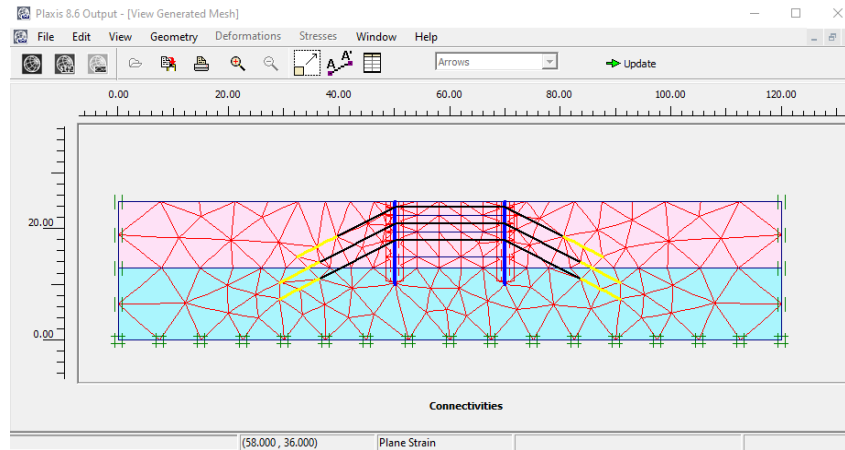 Plaxis 8.6 Output - [View Generated Mesh]
File Edit View Geometry Deformations Stresses Window Help
A A' Arrows Update
0.00 20.00 40.00 60.00 80.00 100.00 120.00
20.00
0.00
Connectivities
(58.000 , 36.000) Plane Strain